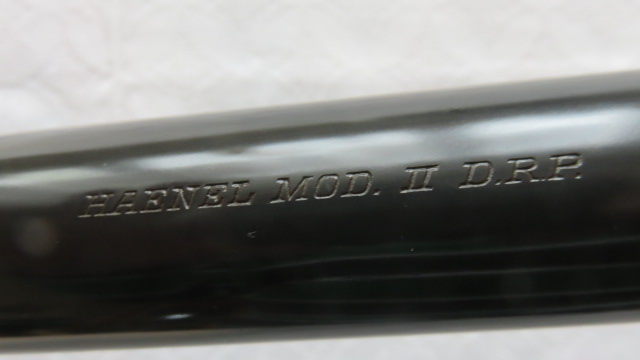 HAENEL MOD. II D.R.P.